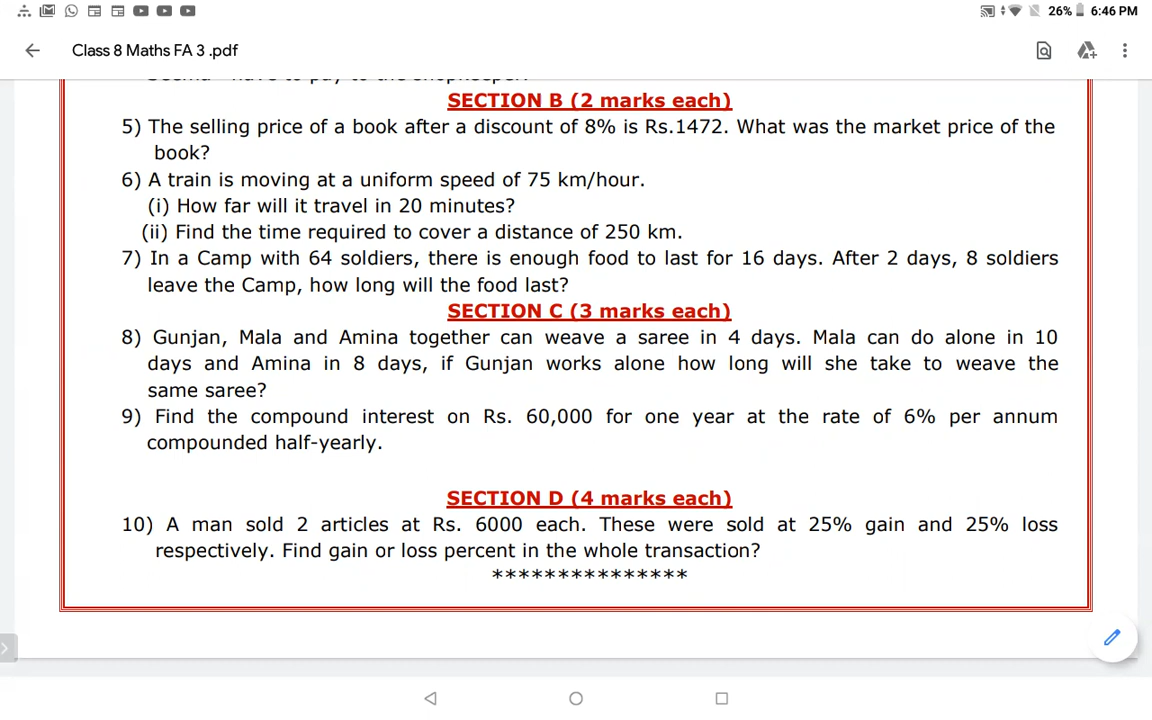 26% 6:46 PM
Class 8 Maths FA 3 .pdf
SECTION B (2 marks each)
5) The selling price of a book after a discount of 8% is Rs.1472. What was the market price of the
book?
6) A train is moving at a uniform speed of 75 km/hour.
(i) How far will it travel in 20 minutes?
(ii) Find the time required to cover a distance of 250 km.
7) In a Camp with 64 soldiers, there is enough food to last for 16 days. After 2 days, 8 soldiers
leave the Camp, how long will the food last?
SECTION C (3 marks each)
8) Gunjan, Mala and Amina together can weave a saree in 4 days. Mala can do alone in 10
days and Amina in 8 days, if Gunjan works alone how long will she take to weave the
same saree?
9) Find the compound interest on Rs. 60,000 for one year at the rate of 6% per annum
compounded half-yearly.
SECTION D (4 marks each)
10) A man sold 2 articles at Rs. 6000 each. These were sold at 25% gain and 25% loss
respectively. Find gain or loss percent in the whole transaction?
***************